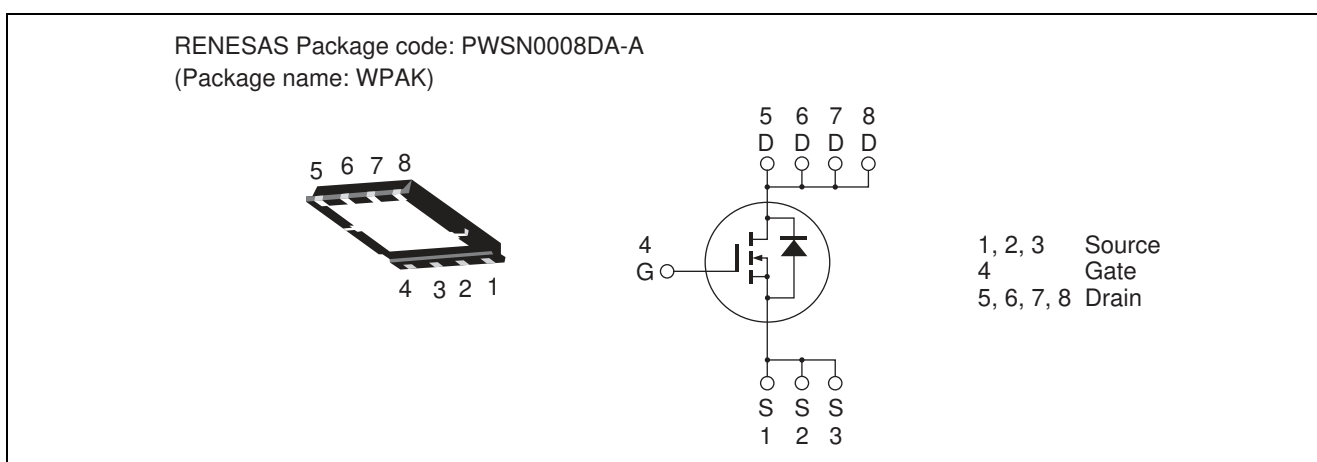 RENESAS Package code: PWSN0008DA-A
(Package name: WPAK)
5 6 7 8
4 3 2 1
5 6 7 8
D D D D
4
G
S S S
1 2 3
1, 2, 3 Source
4 Gate
5, 6, 7, 8 Drain